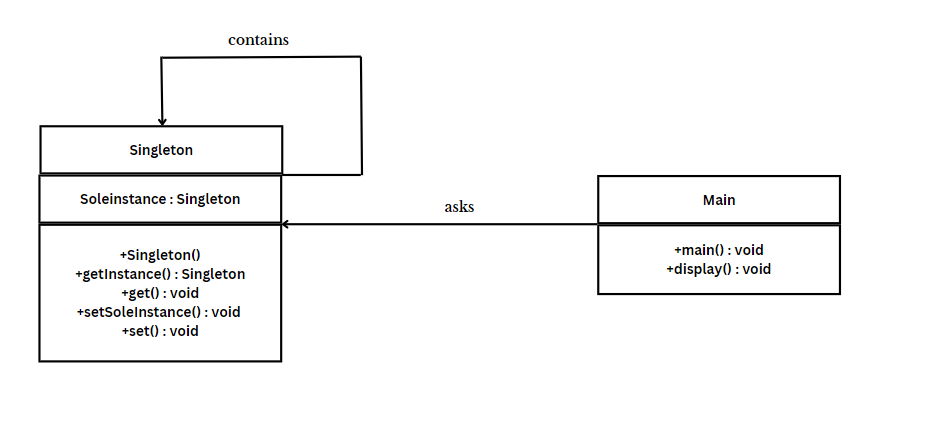 contains
Singleton
Soleinstance : Singleton
+Singleton()
+getInstance() : Singleton
+get() : void
+setSoleInstance() : void
+set() : void
asks
Main
+main() : void
+display() : void